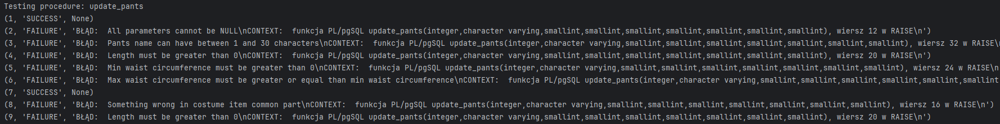 Testing procedure: update_pants
(1, 'SUCCESS', None)
(2, 'FAILURE', 'BŁĄD:  All parameters cannot be NULL\nCONTEXT:  funkcja PL/pgSQL update_pants(integer,character varying,smallint,smallint,smallint,smallint,smallint,smallint,smallint), wiersz 12 w RAISE\n')
(3, 'FAILURE', 'BŁĄD:  Pants name can have between 1 and 30 characters\nCONTEXT:  funkcja PL/pgSQL update_pants(integer,character varying,smallint,smallint,smallint,smallint,smallint,smallint,smallint), wiersz 32 w RAISE\n
(4, 'FAILURE', 'BŁĄD:  Length must be greater than 0\nCONTEXT:  funkcja PL/pgSQL update_pants(integer,character varying,smallint,smallint,smallint,smallint,smallint,smallint,smallint), wiersz 20 w RAISE\n')
(5, 'FAILURE', 'BŁĄD:  Min waist circumference must be greater than 0\nCONTEXT:  funkcja PL/pgSQL update_pants(integer,character varying,smallint,smallint,smallint,smallint,smallint,smallint,smallint), wiersz 24 w RAISE\n
(6, 'FAILURE', 'BŁĄD:  Max waist circumference must be greater or equal than min waist circumference\nCONTEXT:  funkcja PL/pgSQL update_pants(integer,character varying,smallint,smallint,smallint,smallint,smallint,smallint
(7, 'SUCCESS', None)
(8, 'FAILURE', 'BŁĄD:  Something wrong in costume item common part\nCONTEXT:  funkcja PL/pgSQL update_pants(integer,character varying,smallint,smallint,smallint,smallint,smallint,smallint,smallint), wiersz 16 w RAISE\n')
(9, 'FAILURE', 'BŁĄD:  Length must be greater than 0\nCONTEXT:  funkcja PL/pgSQL update_pants(integer,character varying,smallint,smallint,smallint,smallint,smallint,smallint,smallint), wiersz 20 w RAISE\n')